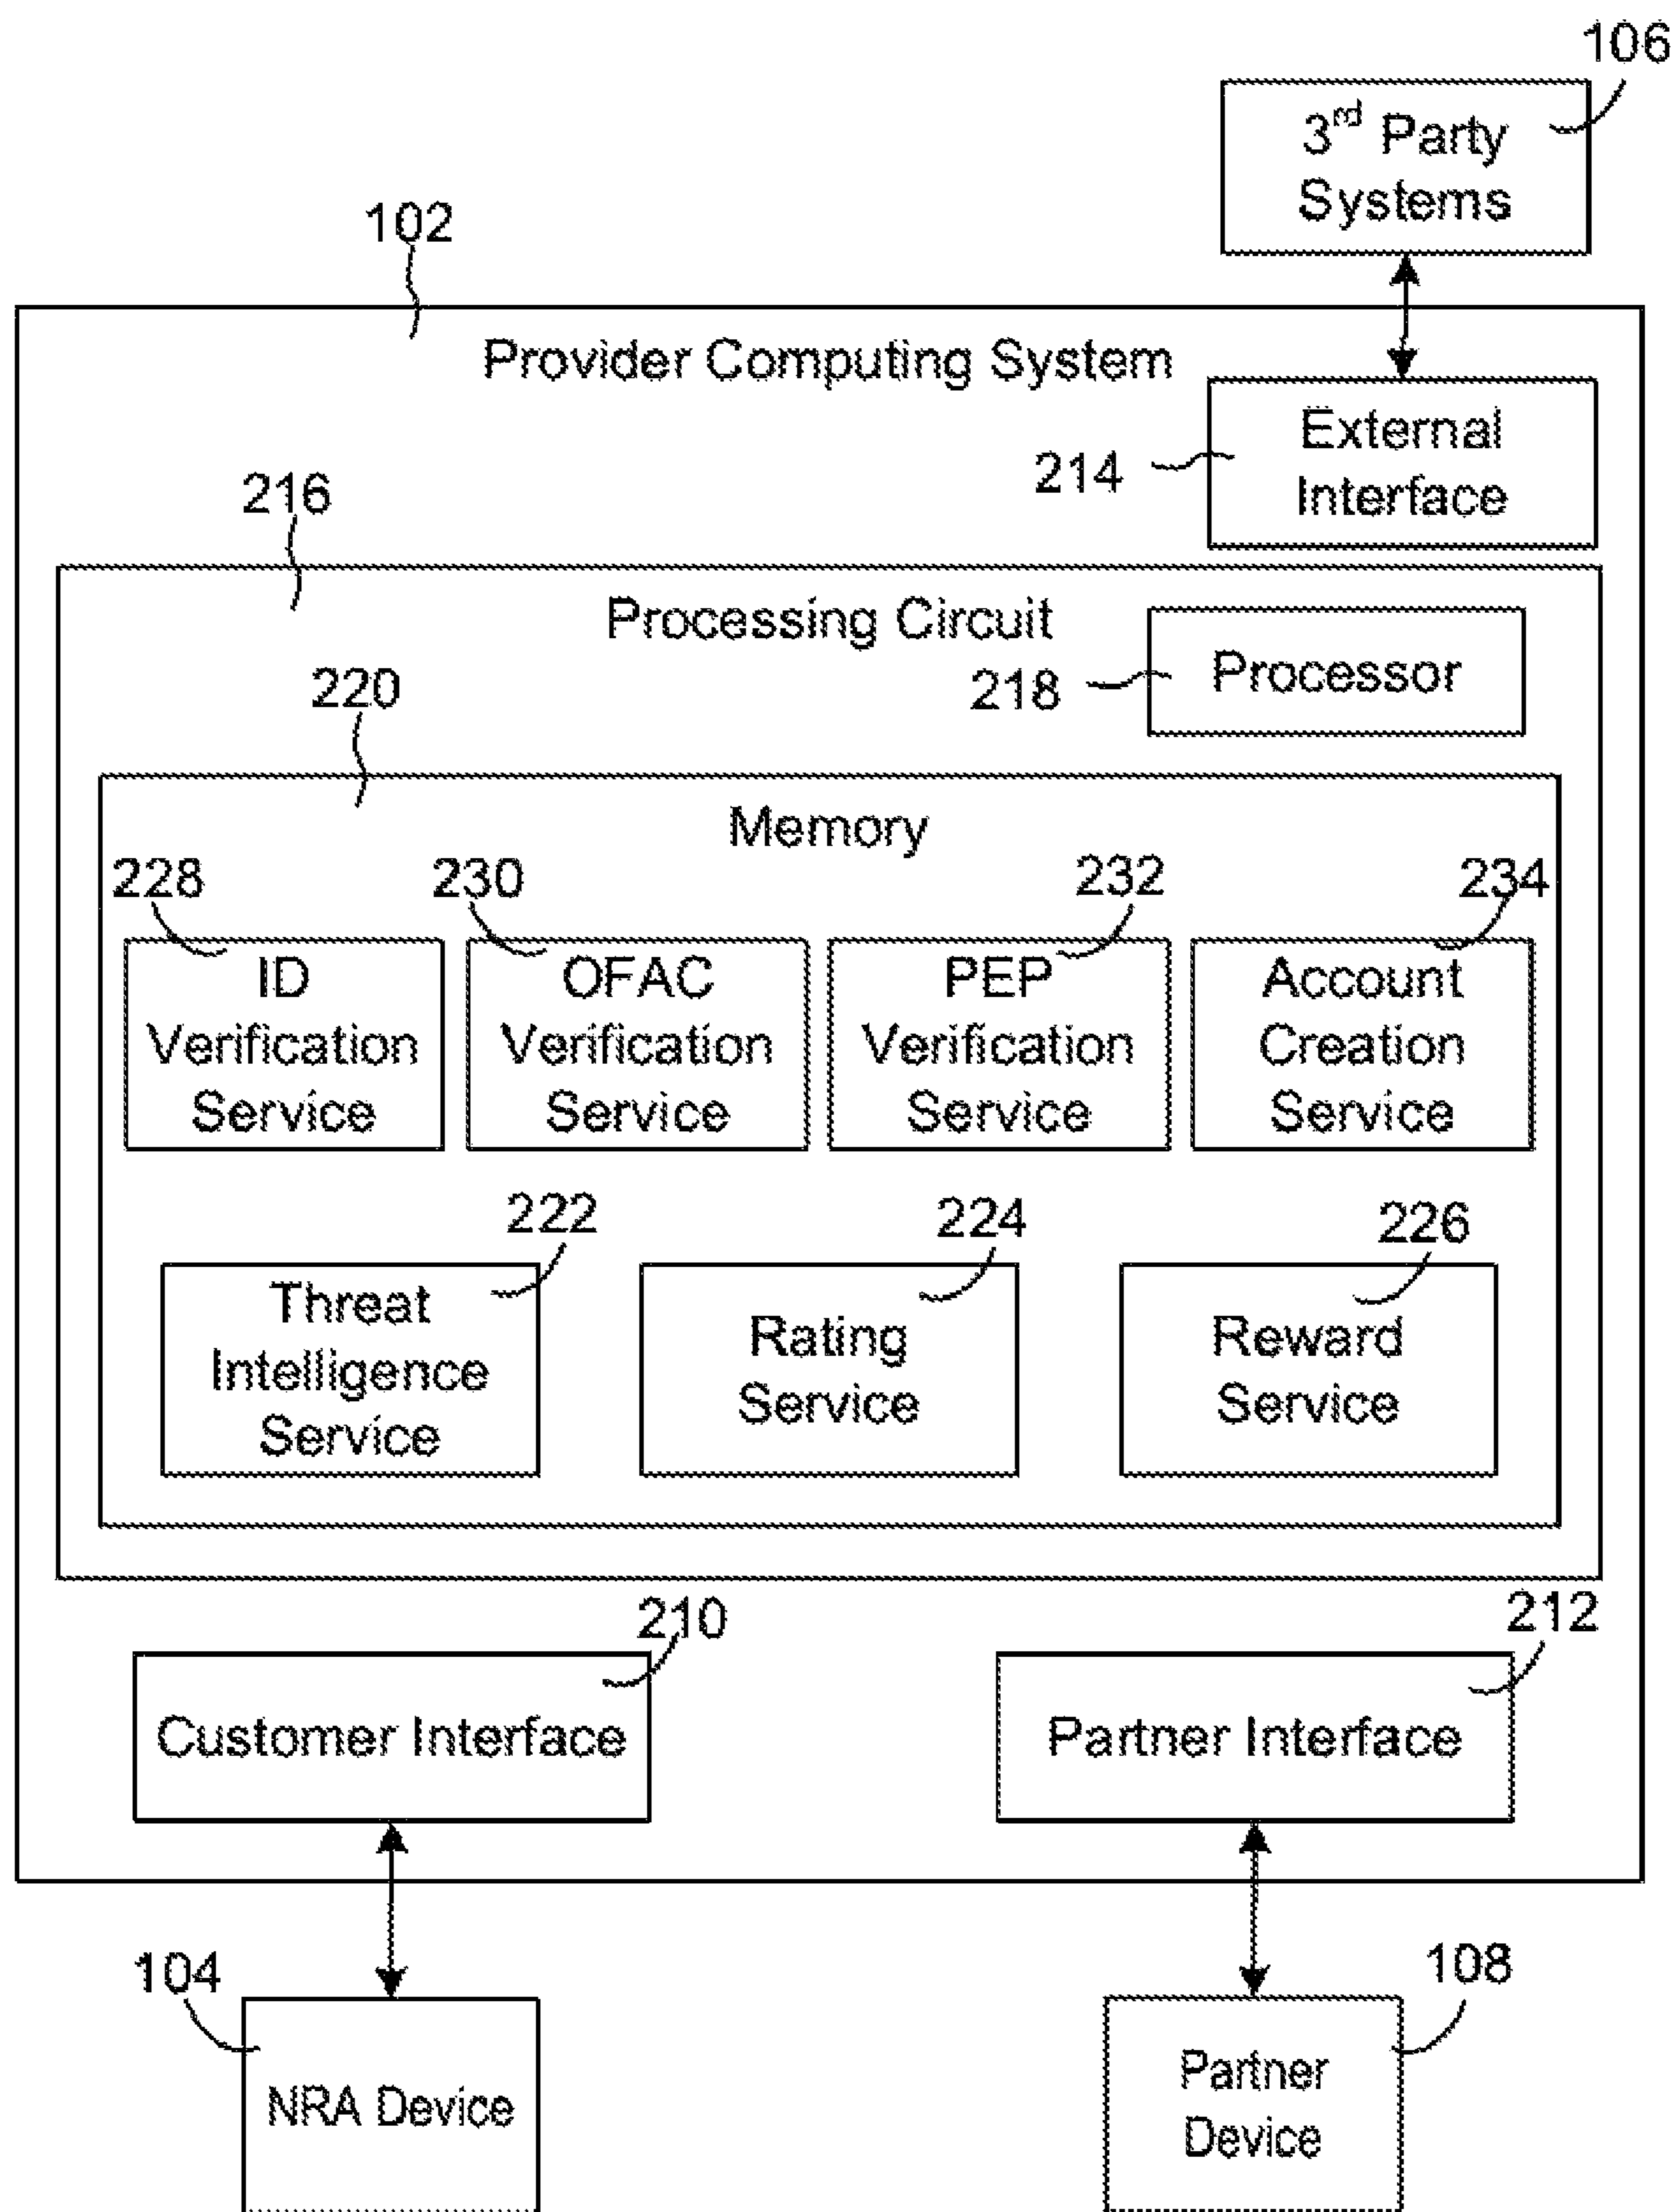 106
3rd Party
Systems
102
Provider Computing System
External
Interface
214
216
Processing Circuit
Processor
218
220
Memory
228
230
232
234
ID
Verification
Service
OFAC
Verification
Service
PEP
Verification
Service
Account
Creation
Service
222
224
226
Threat
Intelligence
Service
Rating
Service
Reward
Service
210
212
Customer Interface
Partner Interface
104
108
NRA Device
Partner
Device